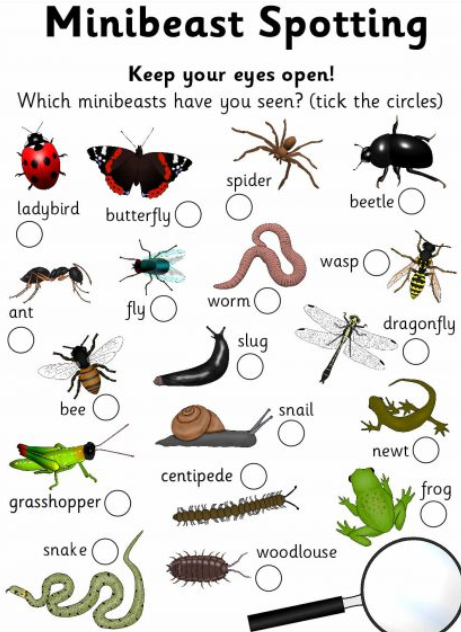 Minibeast Spotting
Keep your eyes open!
Which minibeasts have you seen? (tick the circles)
ladybird
butterfly
spider
beetle
ant
fly
worm
wasp
dragonfly
bee
slug
snail
newt
grasshopper
centipede
frog
snake
woodlouse